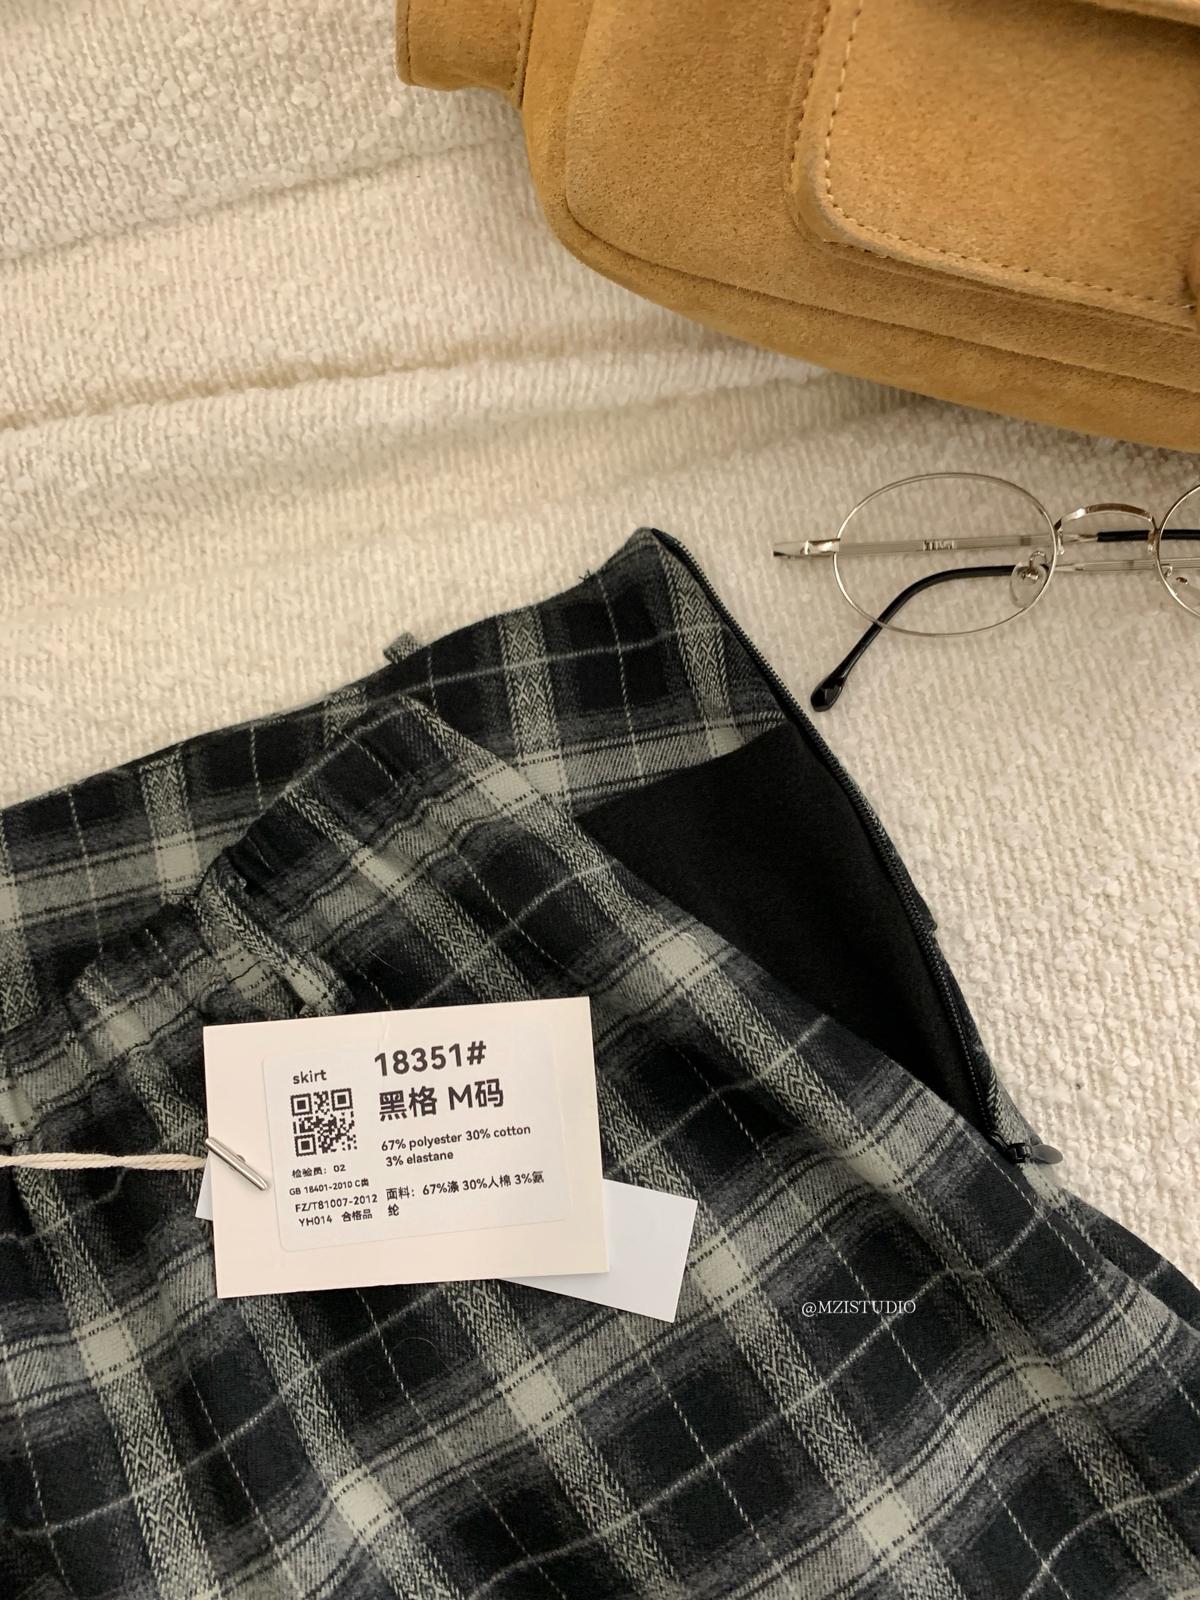 skirt
18351#
黑格 M码
67% polyester 30% cotton
3% elastane
检验员：02
GB 18401-2010 C类
FZ/T81007-2012
YH014 合格品
面料：67%涤 30%人棉 3%氨
纶
@MZISTUDIO